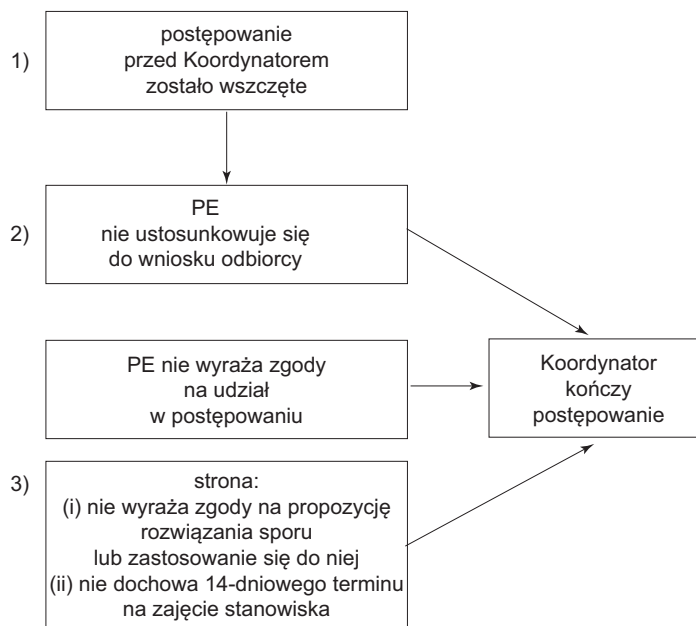 1)
postępowanie
przed Koordynatorem
zostało wszczęte
2)
PE
nie ustosunkowuje się
do wniosku odbiorcy
PE nie wyraża zgody
na udział
w postępowaniu
Koordynator
kończy
postępowanie
3)
strona:
(i) nie wyraża zgody na propozycję
rozwiązania sporu
lub zastosowanie się do niej
(ii) nie dochowa 14-dniowego terminu
na zajęcie stanowiska